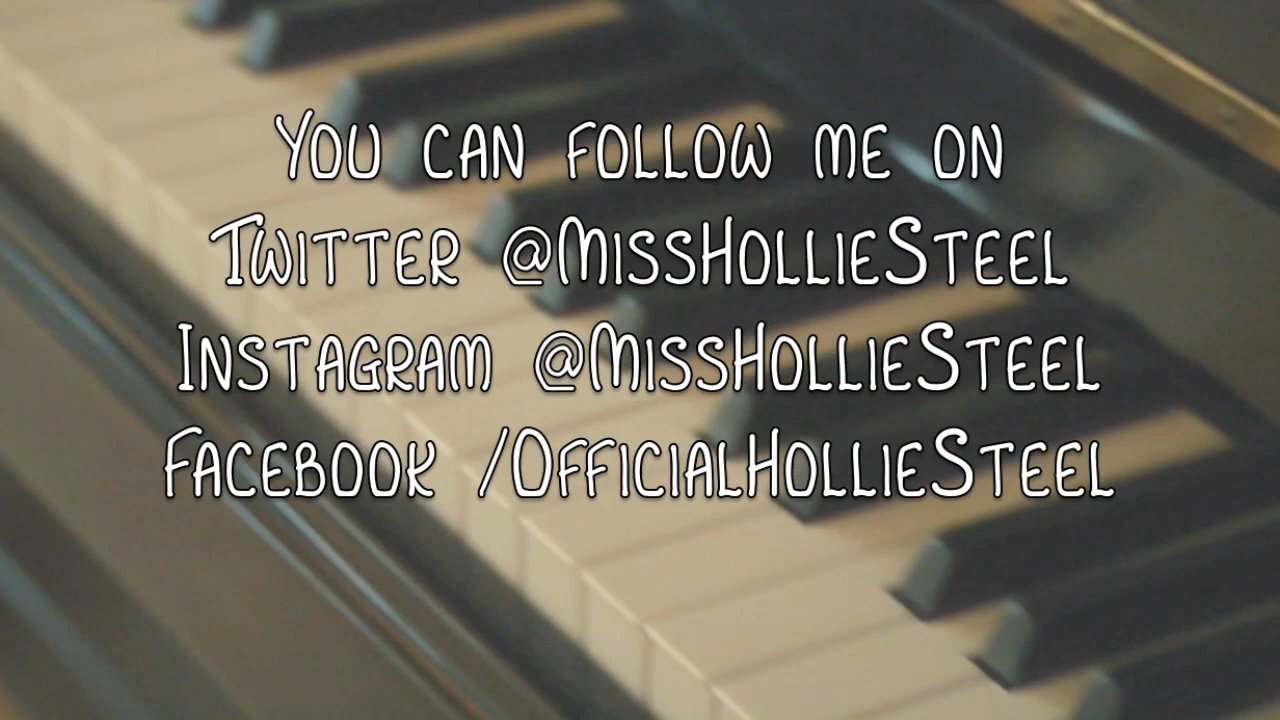 You can follow me on
Twitter @MissHollieSteel
Instagram @MissHollieSteel
Facebook /OfficialHollieSteel